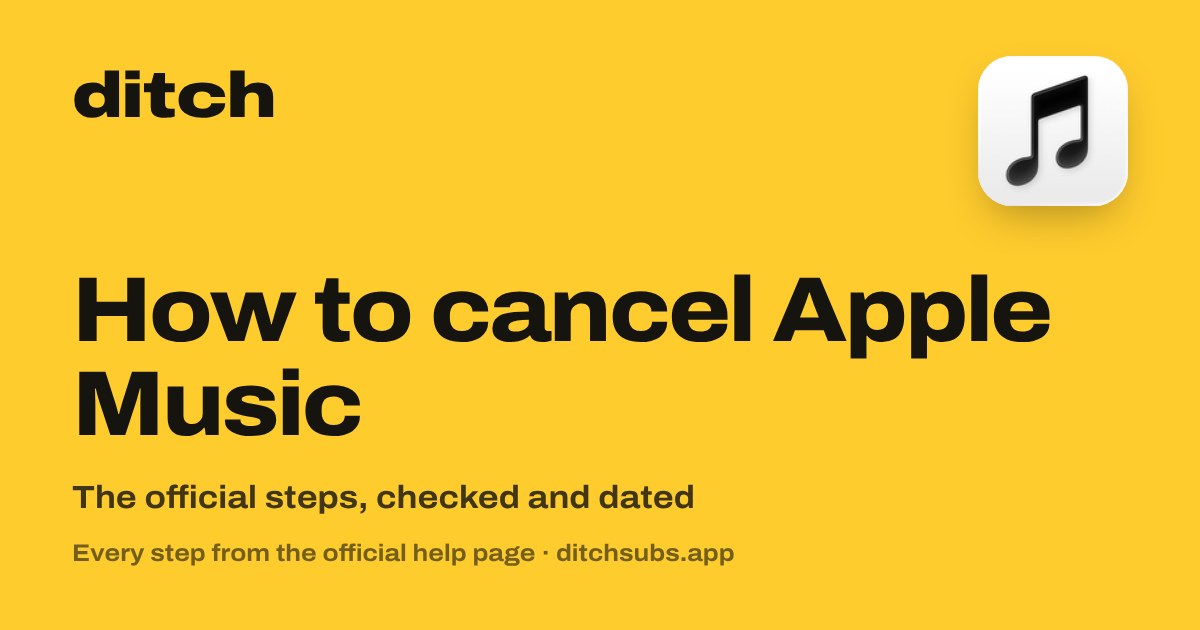 ditch
How to cancel Apple
Music
The official steps, checked and dated
Every step from the official help page · ditchsubs.app